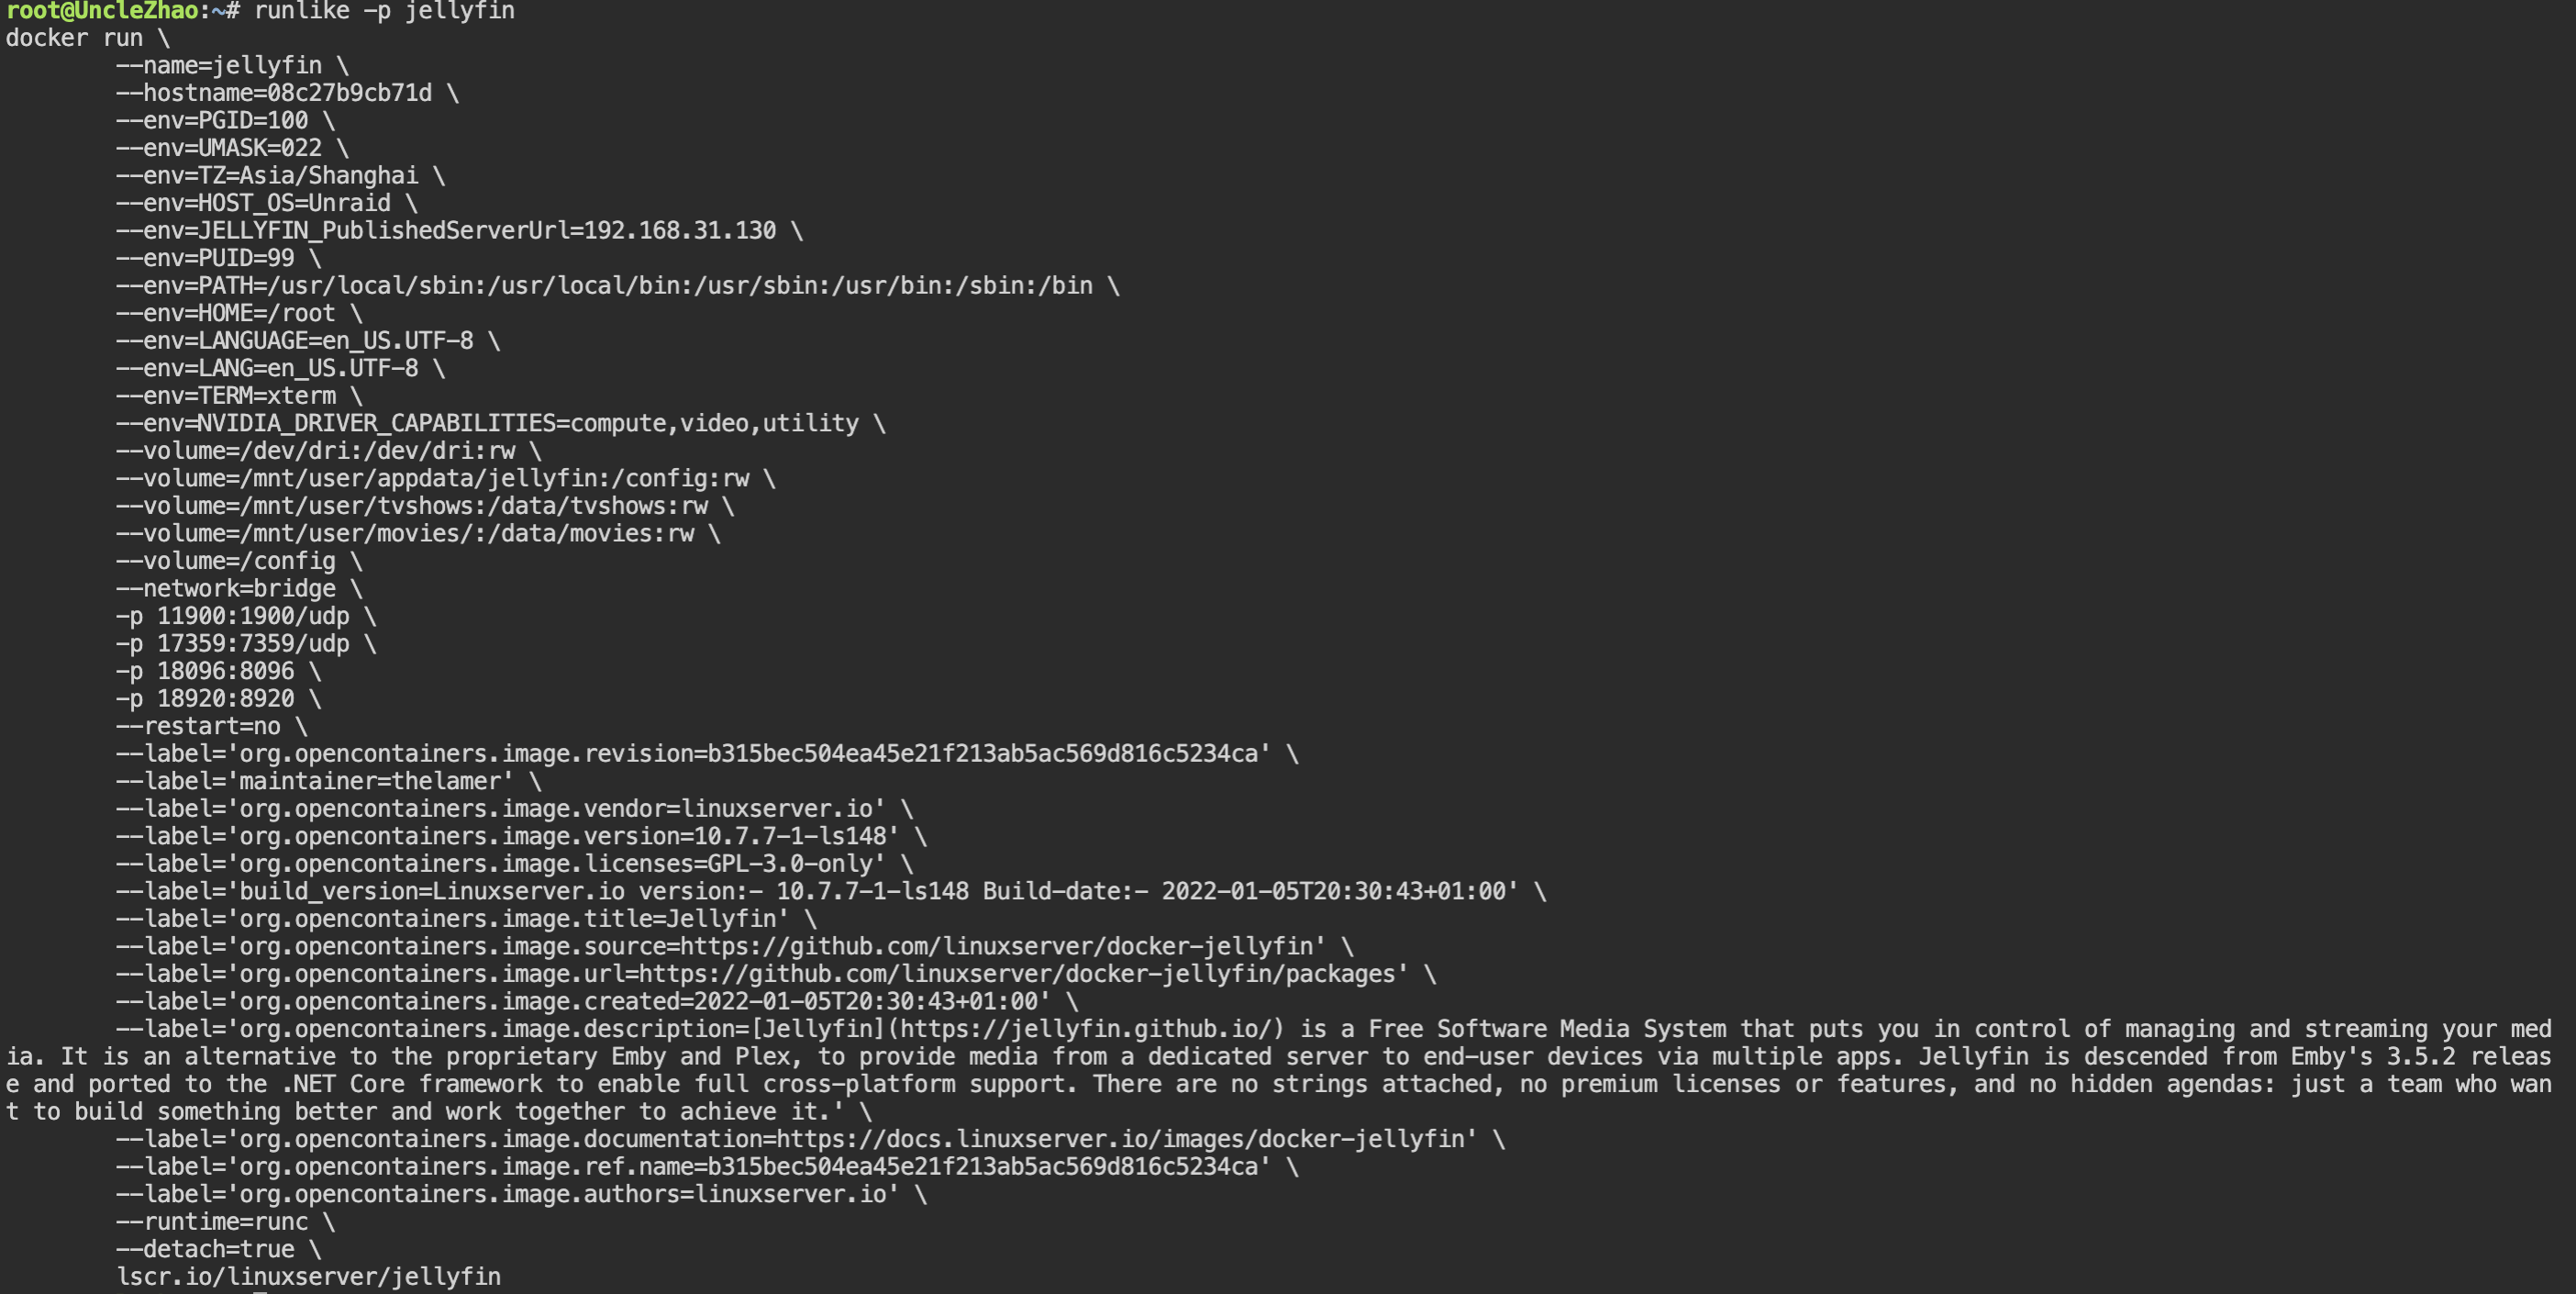 root@UncleZhao:~# runlike -p jellyfin
docker run \
--name=jellyfin \
--hostname=08c27b9cb71d \
--env=PGID=100 \
--env=UMASK=022 \
--env=TZ=Asia/Shanghai \
--env=HOST_OS=Unraid \
--env=JELLYFIN_PublishedServerUrl=192.168.31.130 \
--env=PUID=99 \
--env=PATH=/usr/local/sbin:/usr/local/bin:/usr/sbin:/usr/bin:/sbin:/bin \
--env=HOME=/root \
--env=LANGUAGE=en_US.UTF-8 \
--env=LANG=en_US.UTF-8 \
--env=TERM=xterm \
--env=NVIDIA_DRIVER_CAPABILITIES=compute,video,utility \
--volume=/dev/dri:/dev/dri:rw \
--volume=/mnt/user/appdata/jellyfin:/config:rw \
--volume=/mnt/user/tvshows:/data/tvshows:rw \
--volume=/mnt/user/movies/:/data/movies:rw \
--volume=/config \
--network=bridge \
-p 11900:1900/udp \
-p 17359:7359/udp \
-p 18096:8096 \
-p 18920:8920 \
--restart=no \
--label='org.opencontainers.image.revision=b315bec504ea45e21f213ab5ac569d816c5234ca' \
--label='maintainer=thelamer' \
--label='org.opencontainers.image.vendor=linuxserver.io' \
--label='org.opencontainers.image.version=10.7.7-1-ls148' \
--label='org.opencontainers.image.licenses=GPL-3.0-only' \
--label='build_version=Linuxserver.io version:- 10.7.7-1-ls148 Build-date:- 2022-01-05T20:30:43+01:00' \
--label='org.opencontainers.image.title=Jellyfin' \
--label='org.opencontainers.image.source=https://github.com/linuxserver/docker-jellyfin' \
--label='org.opencontainers.image.url=https://github.com/linuxserver/docker-jellyfin/packages' \
--label='org.opencontainers.image.created=2022-01-05T20:30:43+01:00' \
--label='org.opencontainers.image.description=[Jellyfin](https://jellyfin.github.io/) is a Free Software Media System that puts you in control of managing and streaming your med
ia. It is an alternative to the proprietary Emby and Plex, to provide media from a dedicated server to end-user devices via multiple apps. Jellyfin is descended from Emby's 3.5.2 releas
e and ported to the .NET Core framework to enable full cross-platform support. There are no strings attached, no premium licenses or features, and no hidden agendas: just a team who wan
t to build something better and work together to achieve it.' \
--label='org.opencontainers.image.documentation=https://docs.linuxserver.io/images/docker-jellyfin' \
--label='org.opencontainers.image.ref.name=b315bec504ea45e21f213ab5ac569d816c5234ca' \
--label='org.opencontainers.image.authors=linuxserver.io' \
--runtime=runc \
--detach=true \
lscr.io/linuxserver/jellyfin